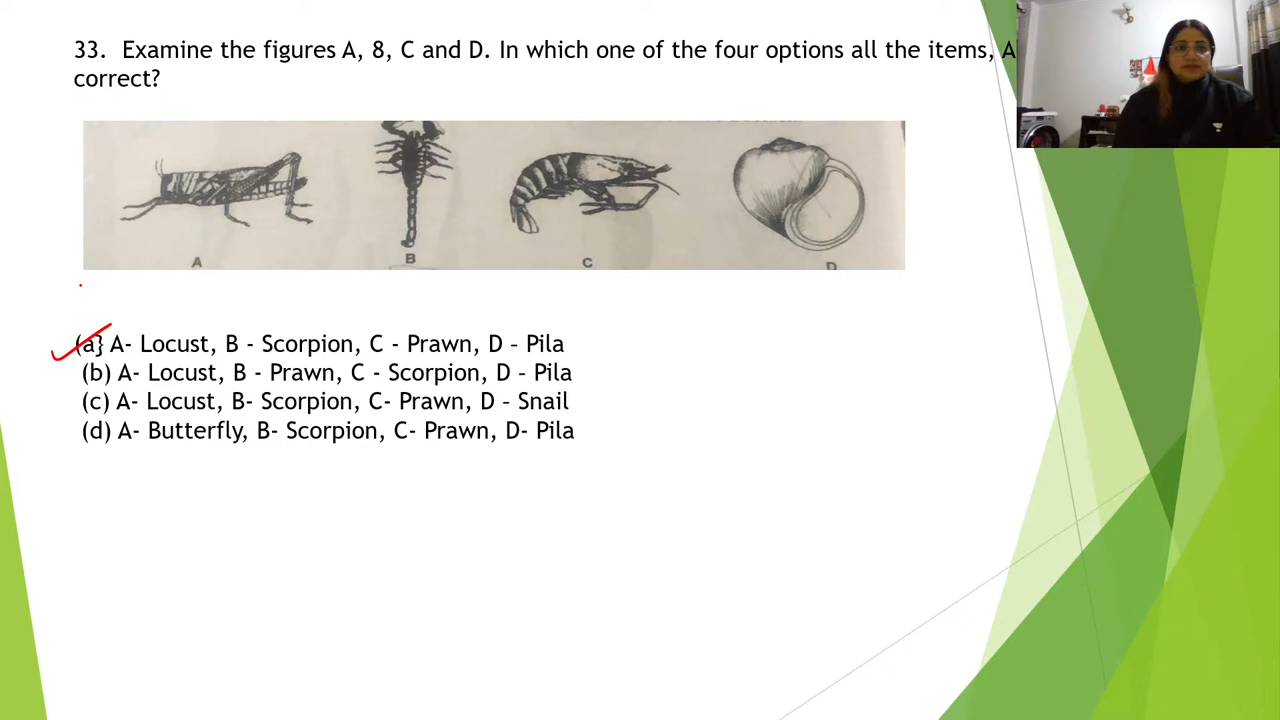 33. Examine the figures A, 8, C and D. In which one of the four options all the items, A
correct?
A
B
C
D
(a} A- Locust, B - Scorpion, C - Prawn, D – Pila
(b) A- Locust, B - Prawn, C - Scorpion, D – Pila
(c) A- Locust, B- Scorpion, C- Prawn, D – Snail
(d) A- Butterfly, B- Scorpion, C- Prawn, D- Pila